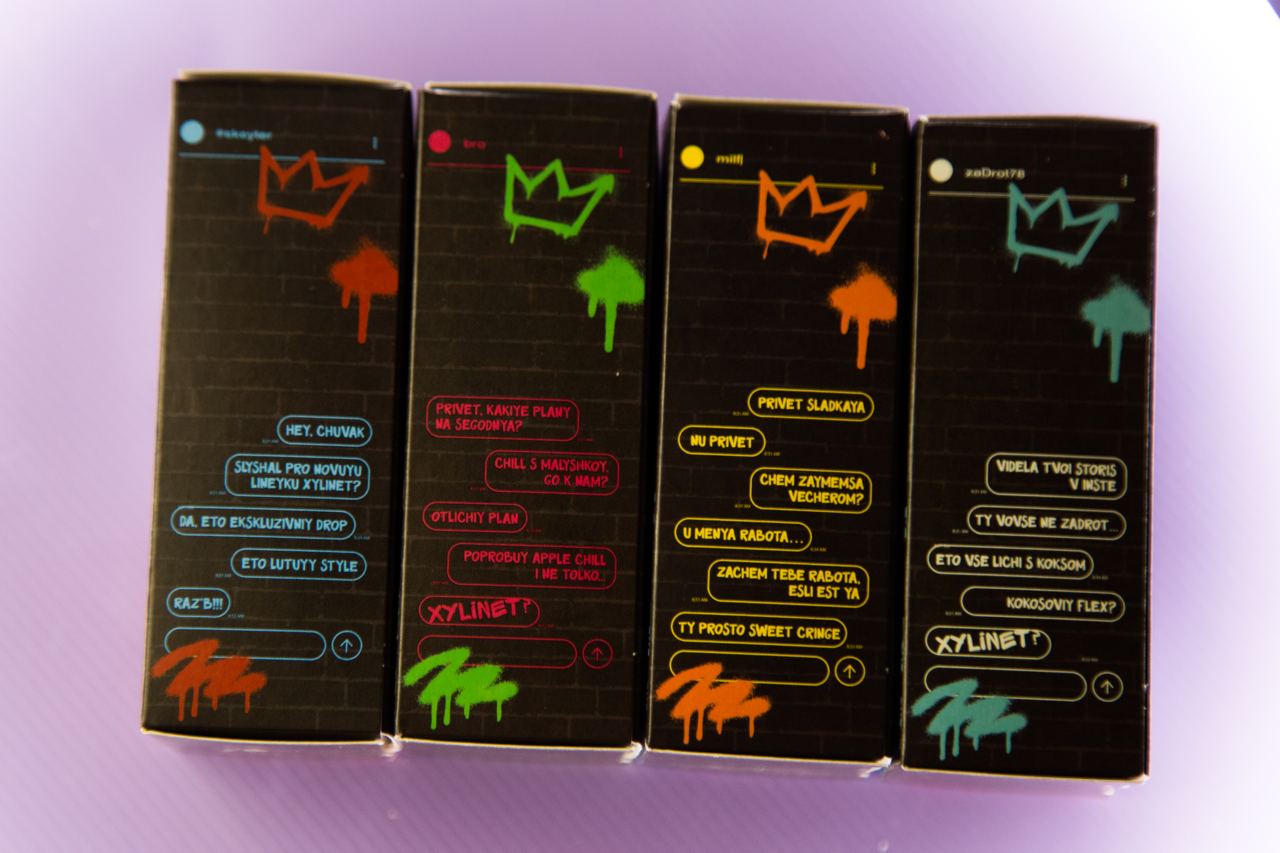 #skaylar
HEY, CHUVAK
SLYSHAL PRO NOVUYU
LINEYKU XYLINET?
DA, ETO EKSKLUZIVNIY DROP
ETO LUTUYY STYLE
RAZ'B!!!
bro
PRIVET, KAKIYE PLANY
NA SEGODNYA?
CHILL S MALYSHKOY.
GO K NAM?
OTLICHIY PLAN
POPROBUY APPLE CHILL
I NE TOLKO...
XYLiNET?
milfj
PRIVET SLADKAYA
NU PRIVET
CHEM ZAYMEMSA
VECHEROM?
U MENYA RABOTA...
ZACHEM TEBE RABOTA,
ESLI EST YA
TY PROSTO SWEET CRINGE
zaDrot78
VIDELA TVOI STORIS
V INSTE
TY VOVSE NE ZADROT...
ETO VSE LICHI S KOKSOM
KOKOSOVIY FLEX?
XYLiNET?